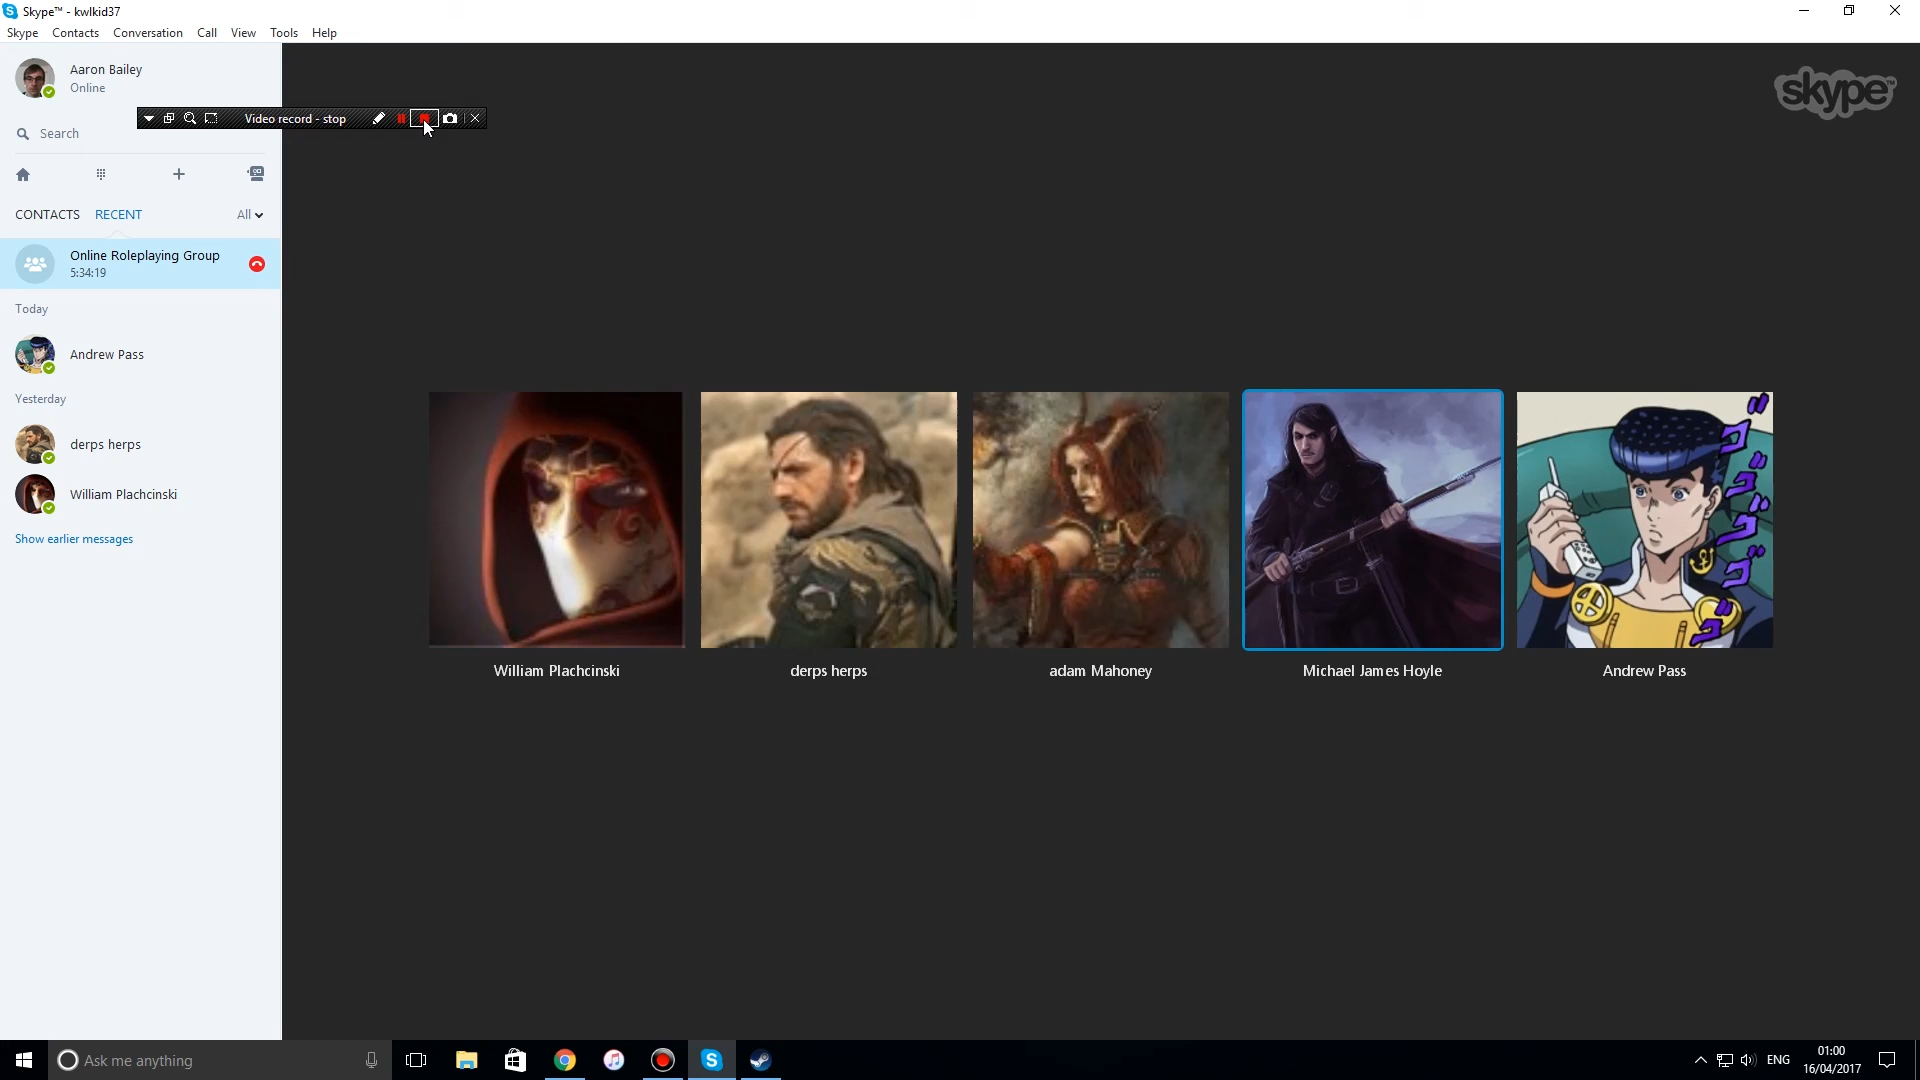 Skype™ - kwlkid37
Skype Contacts Conversation Call View Tools Help
Aaron Bailey
Online
skype™
Video record - stop
Search
CONTACTS RECENT All
Online Roleplaying Group
5:34:19
Today
Andrew Pass
Yesterday
derps herps
William Plachcinski
Show earlier messages
William Plachcinski
derps herps
adam Mahoney
Michael James Hoyle
Andrew Pass
Ask me anything
ENG
01:00
16/04/2017